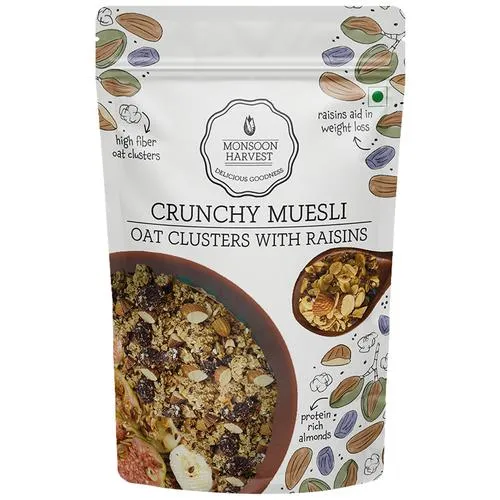 high fiber
oat clusters
raisins aid in
weight loss
MONSOON
HARVEST
DELICIOUS GOODNESS
CRUNCHY MUESLI
OAT CLUSTERS WITH RAISINS
protein
rich
almonds